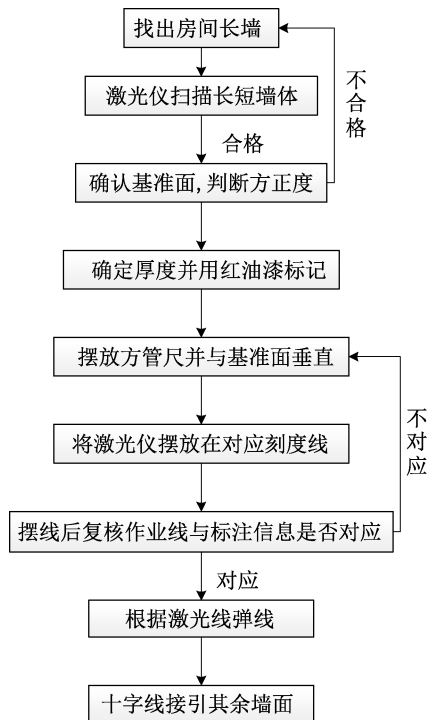 找出房间长墙
激光仪扫描长短墙体
不合格
合格
确认基准面,判断方正度
确定厚度并用红油漆标记
摆放方管尺并与基准面垂直
将激光仪摆放在对应刻度线
不对应
摆线后复核作业线与标注信息是否对应
对应
根据激光线弹线
十字线接引其余墙面